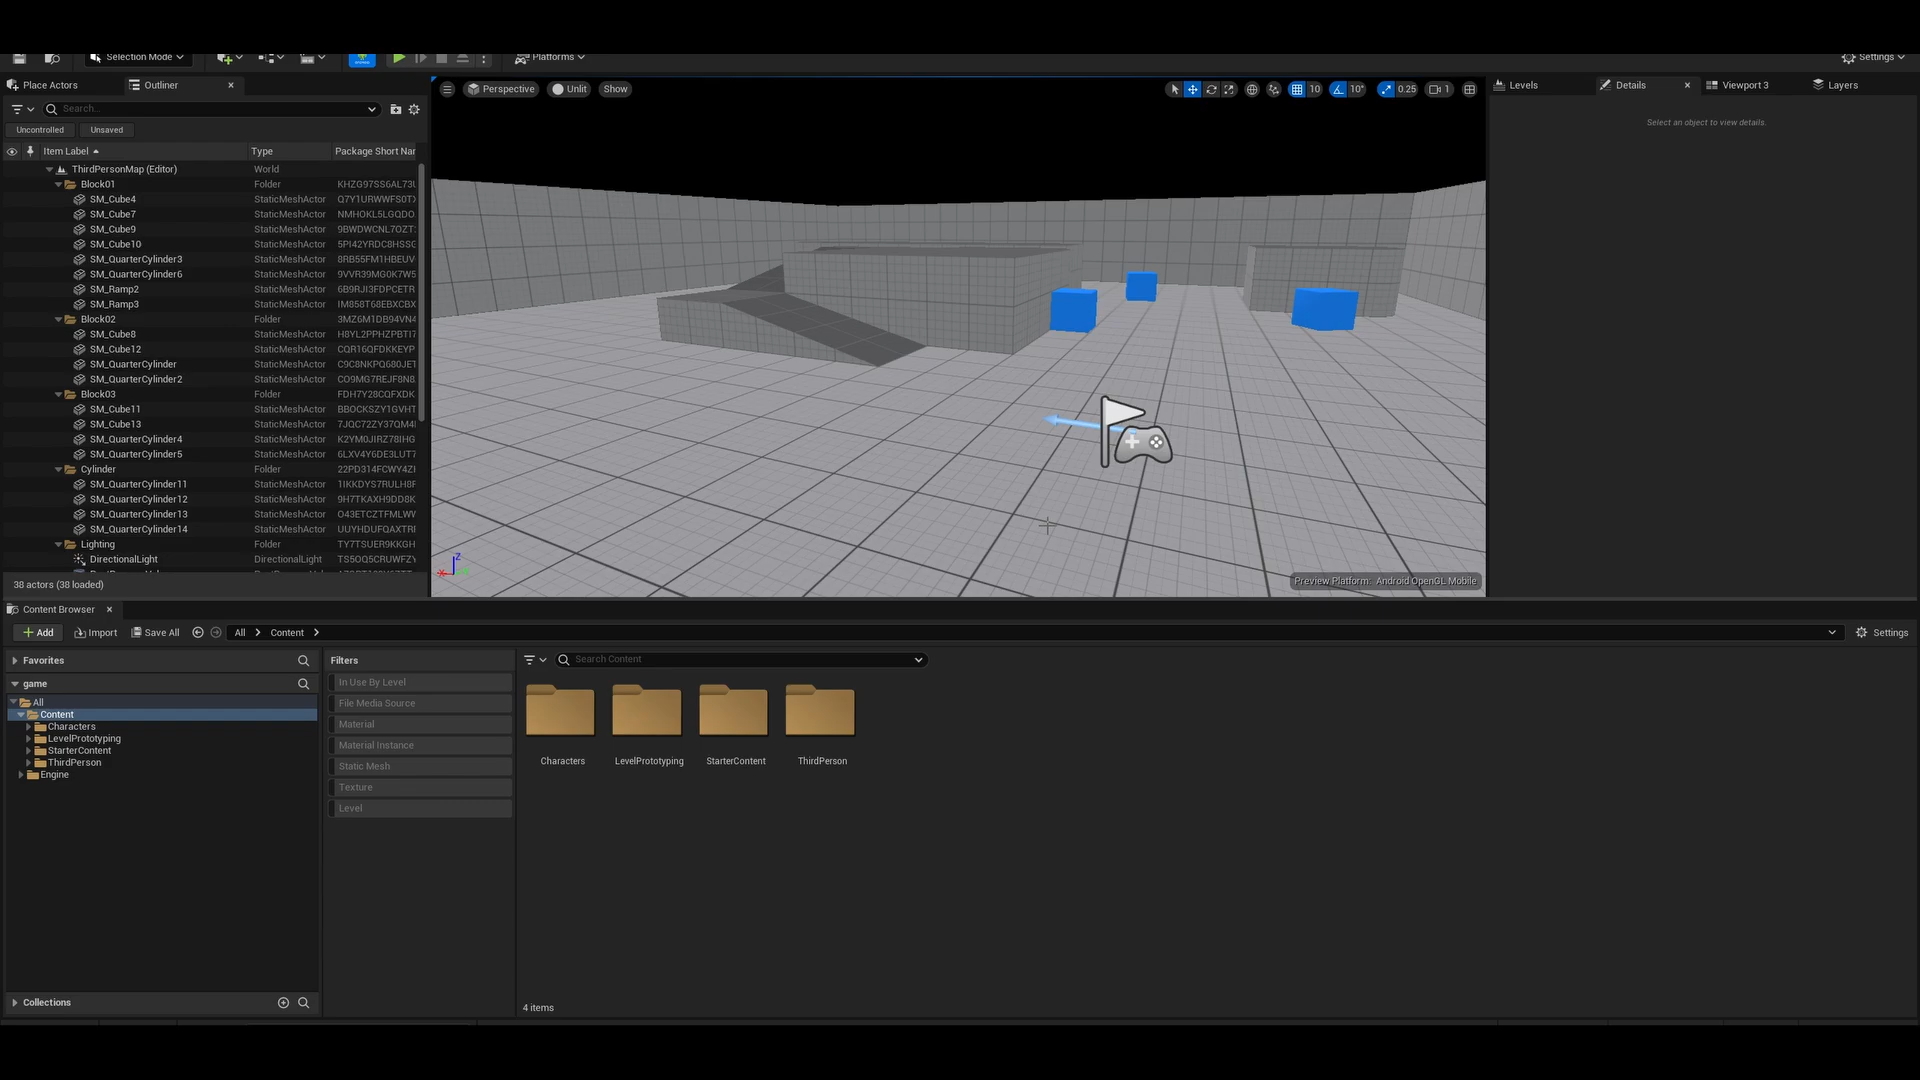 Selection Mode
Platforms
Settings
Place Actors
Outliner
Search...
Uncontrolled
Unsaved
Item Label
Type
Package Short Nar
ThirdPersonMap (Editor)
World
Block01
Folder
SM_Cube4
StaticMeshActor
SM_Cube7
StaticMeshActor
SM_Cube9
StaticMeshActor
SM_Cube10
StaticMeshActor
SM_QuarterCylinder3
StaticMeshActor
SM_QuarterCylinder6
StaticMeshActor
SM_Ramp2
StaticMeshActor
SM_Ramp3
StaticMeshActor
Block02
Folder
SM_Cube8
StaticMeshActor
SM_Cube12
StaticMeshActor
SM_QuarterCylinder
StaticMeshActor
SM_QuarterCylinder2
StaticMeshActor
Block03
Folder
SM_Cube11
StaticMeshActor
SM_Cube13
StaticMeshActor
SM_QuarterCylinder4
StaticMeshActor
SM_QuarterCylinder5
StaticMeshActor
Cylinder
Folder
SM_QuarterCylinder11
StaticMeshActor
SM_QuarterCylinder12
StaticMeshActor
SM_QuarterCylinder13
StaticMeshActor
SM_QuarterCylinder14
StaticMeshActor
Lighting
Folder
DirectionalLight
DirectionalLight
38 actors (38 loaded)
Perspective
Unlit
Show
10
10°
0.25
1
Z
X
Preview Platform: Android OpenGL Mobile
Levels
Details
Viewport 3
Layers
Select an object to view details.
Content Browser
Add
Import
Save All
All
Content
Settings
Favorites
game
All
Content
Characters
LevelPrototyping
StarterContent
ThirdPerson
Engine
Collections
Filters
In Use By Level
File Media Source
Material
Material Instance
Static Mesh
Texture
Level
Search Content
Characters
LevelPrototyping
StarterContent
ThirdPerson
4 items